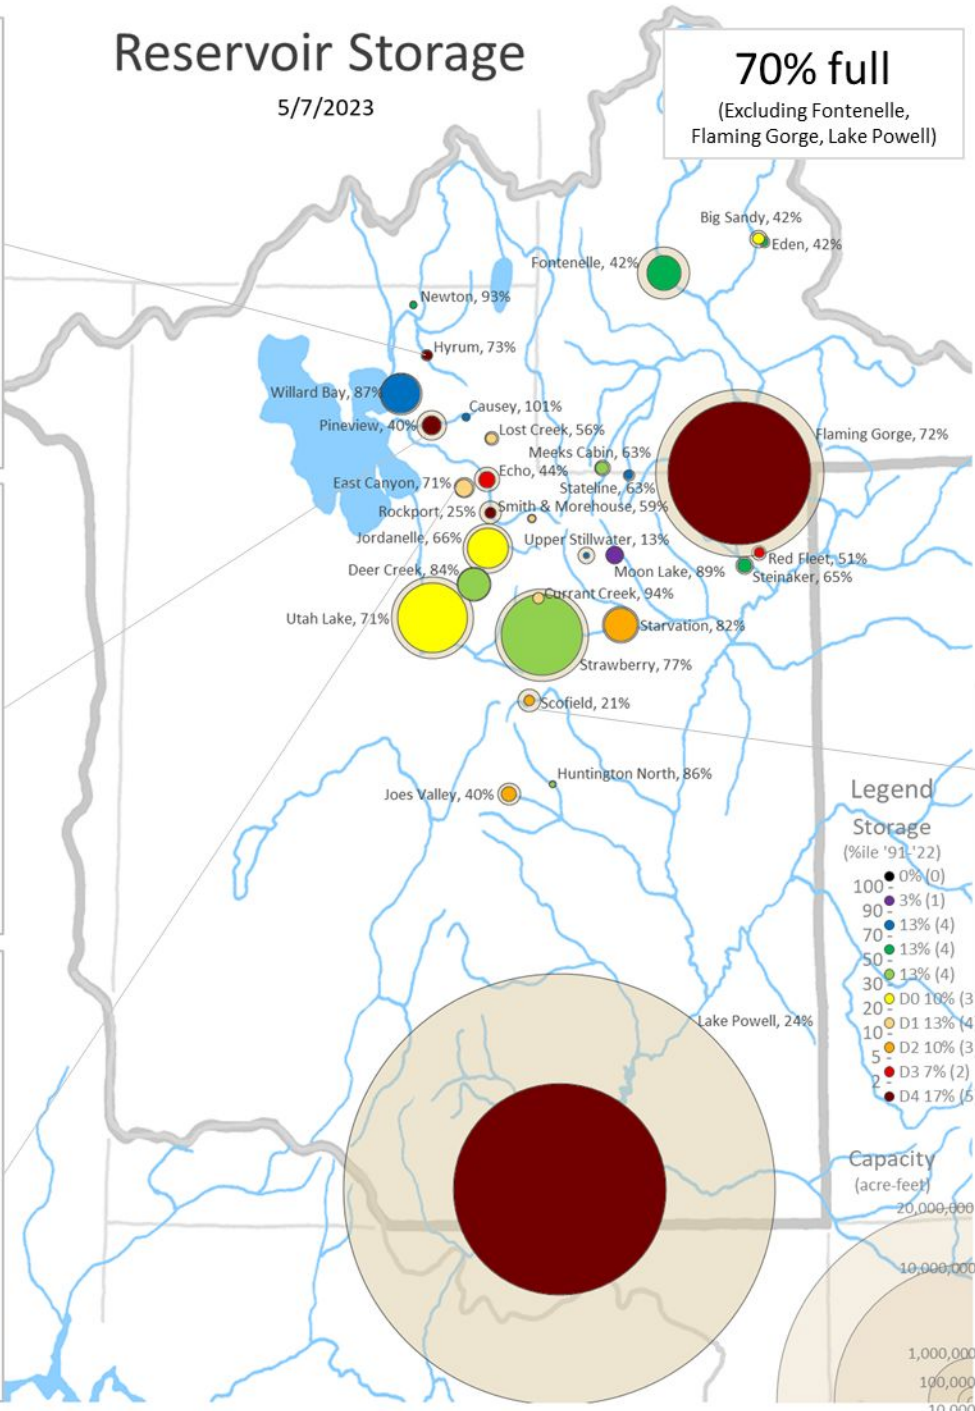 Reservoir Storage
5/7/2023
70% full
(Excluding Fontenelle,
Flaming Gorge, Lake Powell)
Big Sandy, 42%
Eden, 42%
Fontenelle, 42%
Newton, 93%
Hyrum, 73%
Willard Bay, 87%
Causey, 101%
Pineview, 40%
Lost Creek, 56%
Flaming Gorge, 72%
Meeks Cabin, 63%
Echo, 44%
East Canyon, 71%
Stateline, 63%
Smith & Morehouse, 59%
Rockport, 25%
Jordanelle, 66%
Upper Stillwater, 13%
Red Fleet, 51%
Deer Creek, 84%
Moon Lake, 89%
Steinaker, 65%
Currant Creek, 94%
Utah Lake, 71%
Starvation, 82%
Strawberry, 77%
Scofield, 21%
Huntington North, 86%
Joes Valley, 40%
Lake Powell, 24%
Legend
Storage
(%ile '91-'22)
0% (0)
100 -
3% (1)
90 -
13% (4)
70 -
13% (4)
50 -
13% (4)
30 -
D0 10% (3
20 -
D1 13% (4
10 -
D2 10% (3
5 -
D3 7% (2)
2 -
D4 17% (5
Capacity
(acre-feet)
20,000,000
10,000,000
1,000,000
100,000
10,000